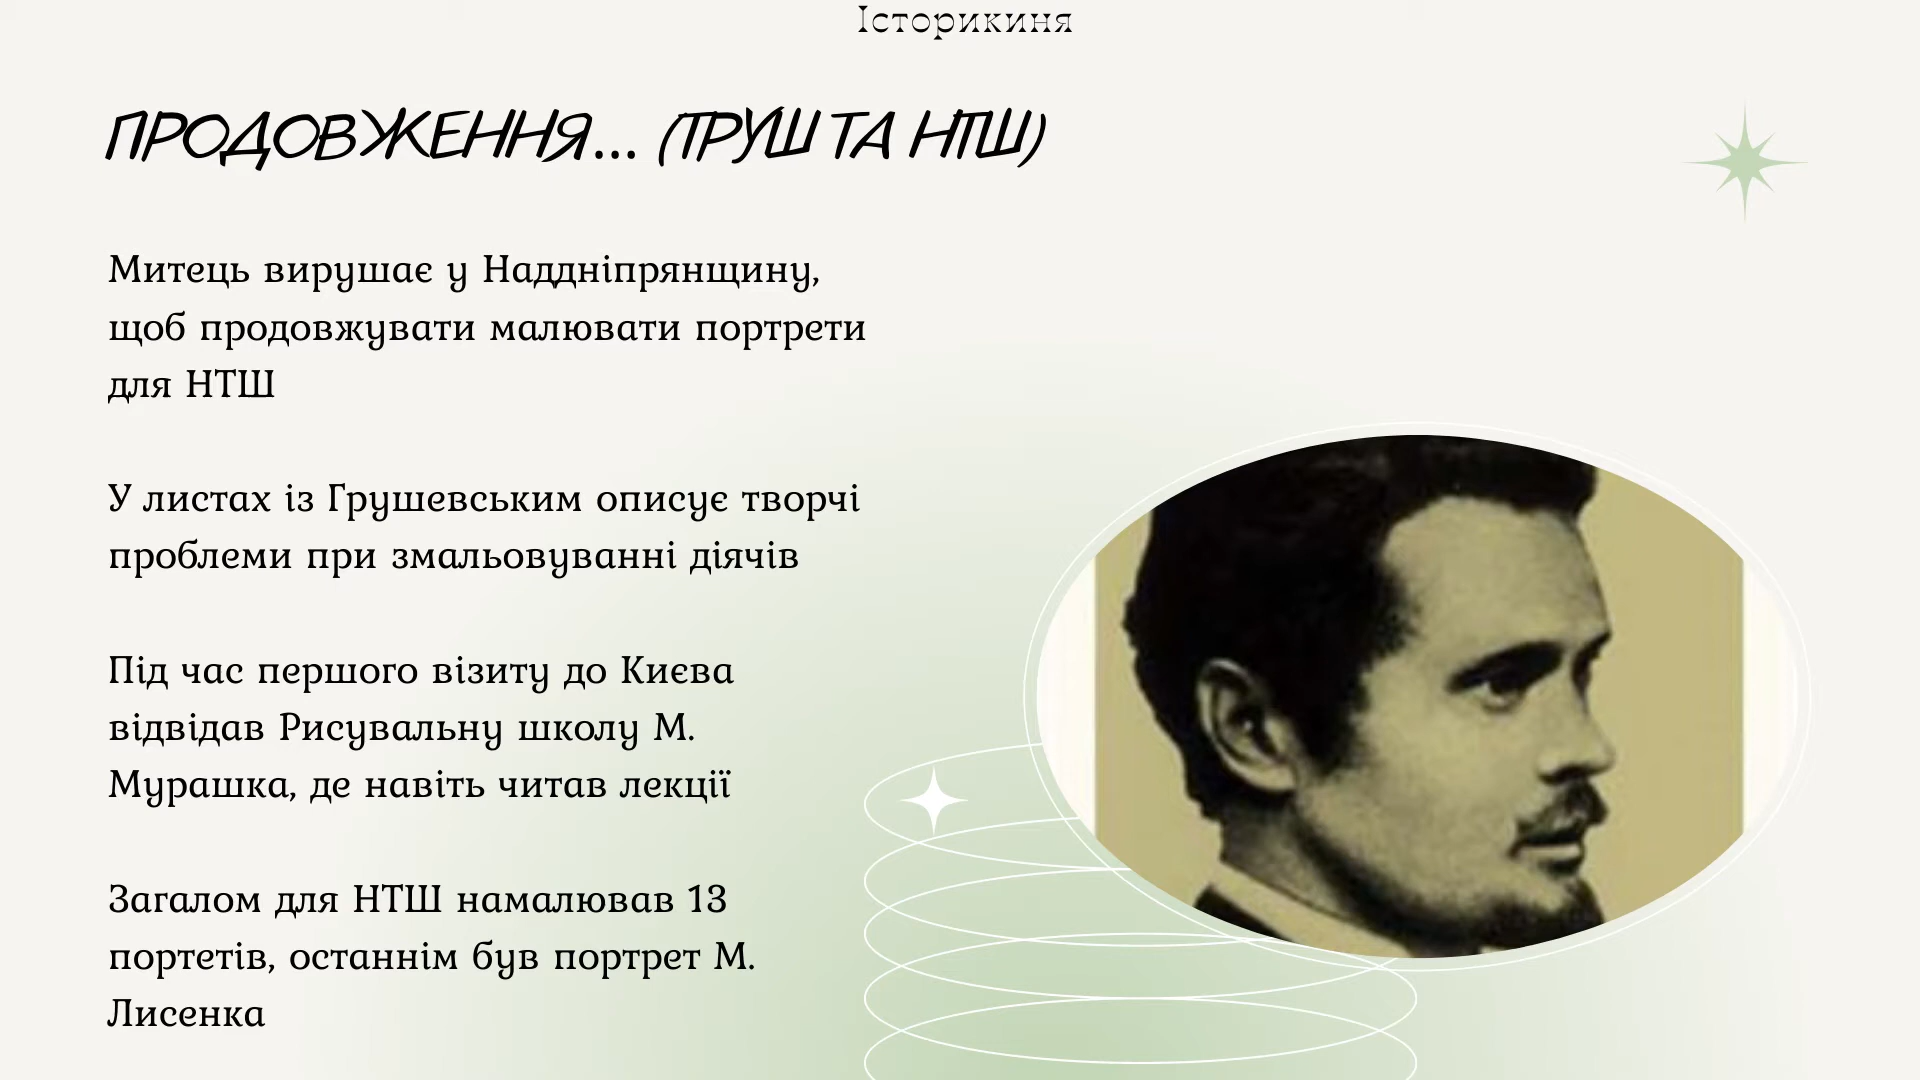 Історикиня
ПРОДОВЖЕННЯ... (ТРУШ ТА НТШ)
Митець вирушає у Наддніпрянщину,
щоб продовжувати малювати портрети
для НТШ
У листах із Грушевським описує творчі
проблеми при змальовуванні діячів
Під час першого візиту до Києва
відвідав Рисувальну школу М.
Мурашка, де навіть читав лекції
Загалом для НТШ намалював 13
портетів, останнім був портрет М.
Лисенка